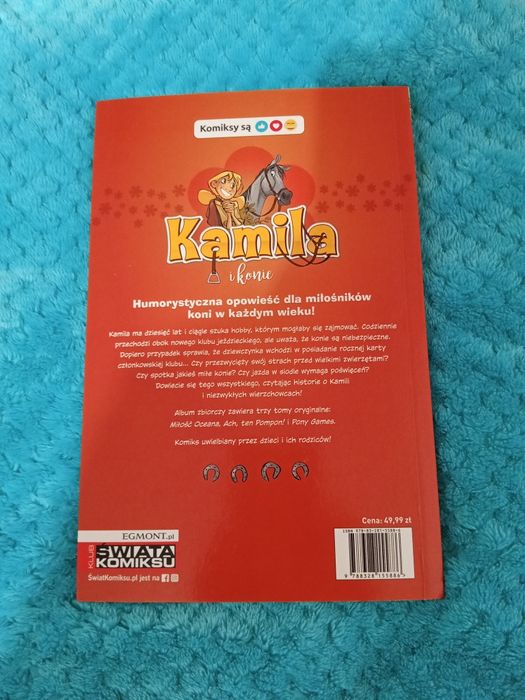 Komiksy są
Kamila
i konie
Humorystyczna opowieść dla miłośników
koni w każdym wieku!
Kamila ma dziesięć lat i ciągle szuka hobby, którym mogłaby się zajmować. Codziennie
przechodzi obok nowego klubu jeździeckiego, ale uważa, że konie są niebezpieczne.
Dopiero przypadek sprawia, że dziewczynka wchodzi w posiadanie rocznej karty
członkowskiej klubu... Czy przezwycięży swój strach przed wielkimi zwierzętami?
Czy spotka jakieś miłe konie? Czy jazda w siodle wymaga poświęceń?
Dowiecie się tego wszystkiego, czytając historie o Kamili
i niezwykłych wierzchowcach!
Album zbiorczy zawiera trzy tomy oryginalne:
Miłość Oceana, Ach, ten Pompon! i Pony Games.
Komiks uwielbiany przez dzieci i ich rodziców!
Cena: 49,99 zł
EGMONT.pl
KLUB
ŚWIATA
KOMIKSU
ŚwiatKomiksu.pl jest na
9 788328 155886